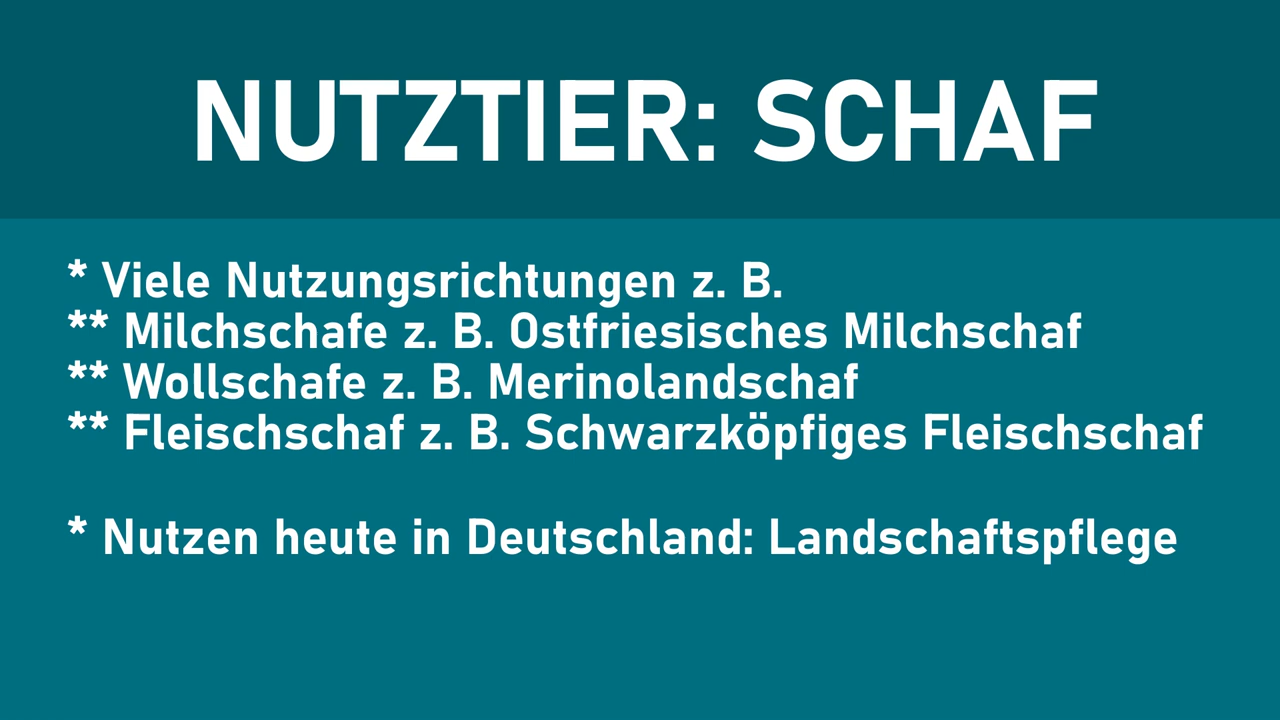 NUTZTIER: SCHAF
* Viele Nutzungsrichtungen z. B.
** Milchschafe z. B. Ostfriesisches Milchschaf
** Wollschafe z. B. Merinolandschaf
** Fleischschaf z. B. Schwarzköpfiges Fleischschaf
* Nutzen heute in Deutschland: Landschaftspflege